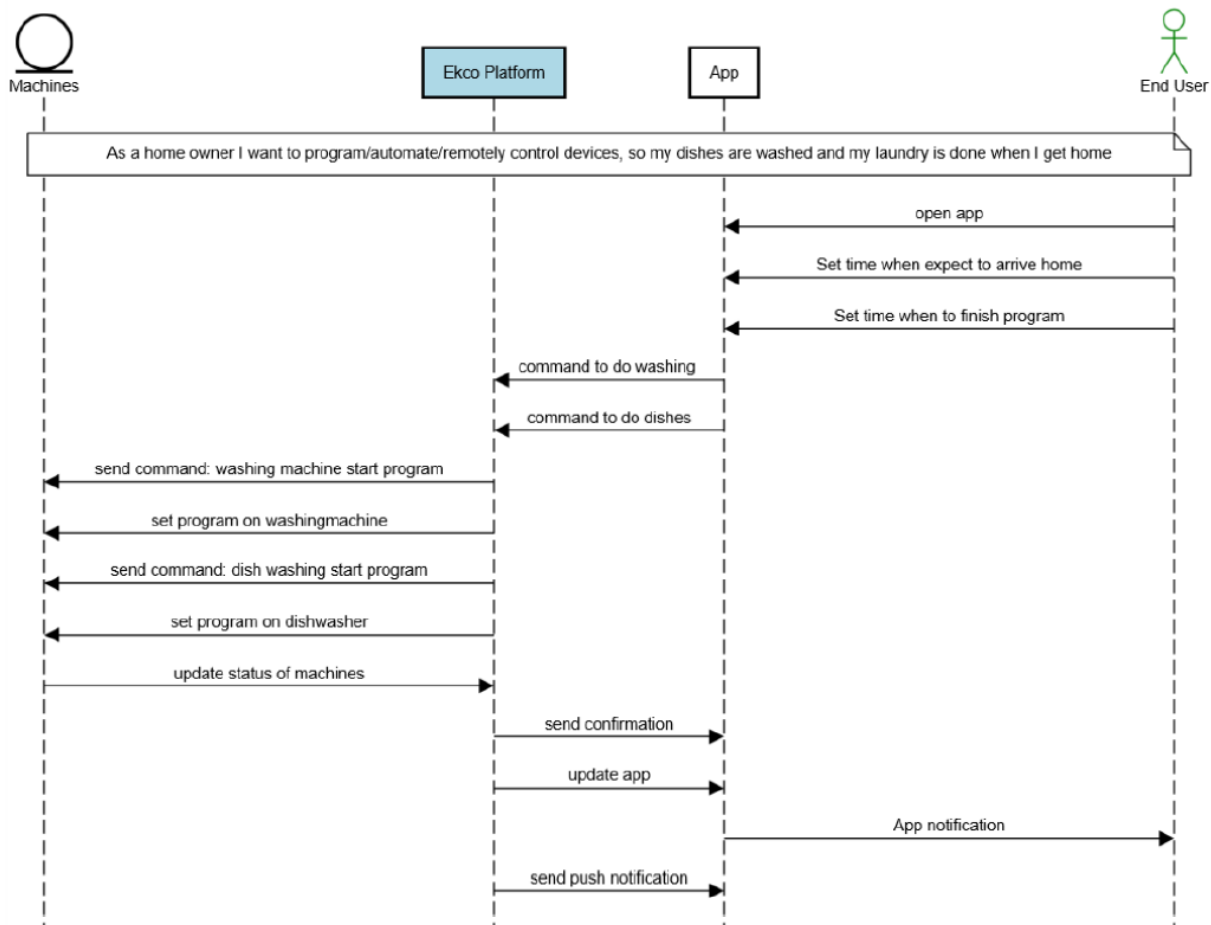 Machines
Ekco Platform
App
End User
As a home owner I want to program/automate/remotely control devices, so my dishes are washed and my laundry is done when I get home
open app
Set time when expect to arrive home
Set time when to finish program
command to do washing
command to do dishes
send command: washing machine start program
set program on washingmachine
send command: dish washing start program
set program on dishwasher
update status of machines
send confirmation
update app
App notification
send push notification